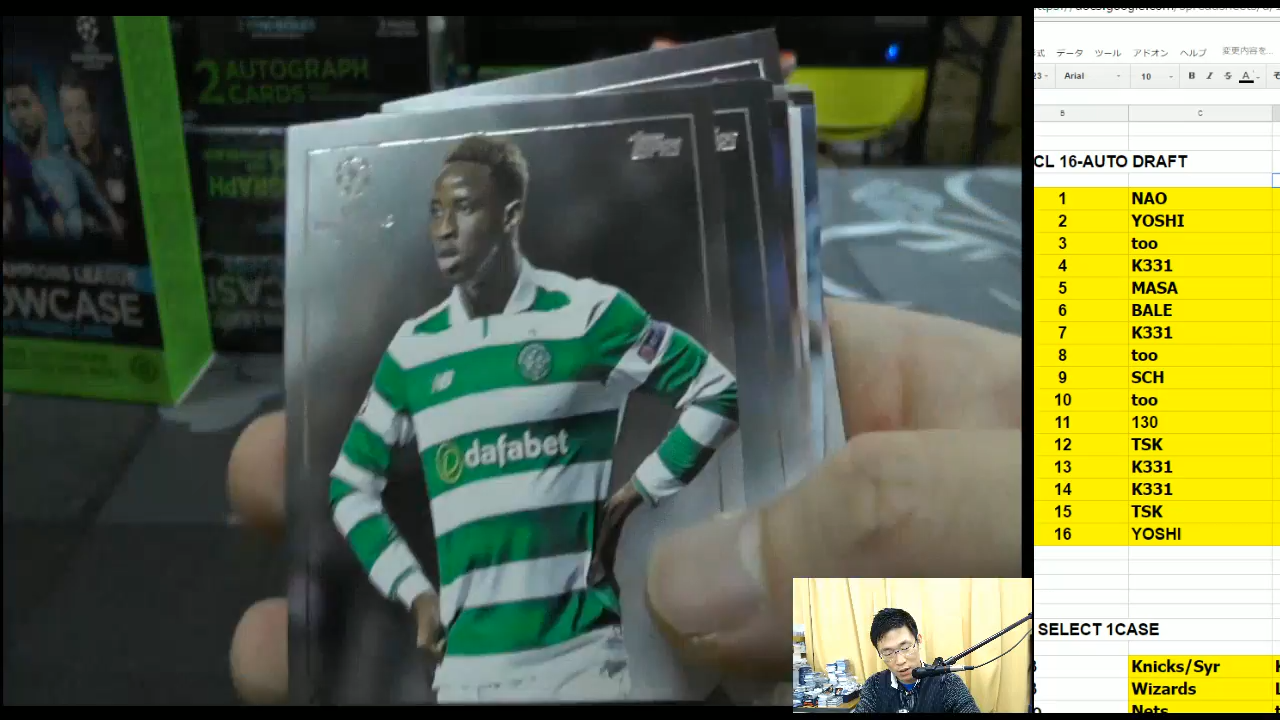 2 AUTOGRAPH
CARDS
CHAMPIONS LEAGUE
SHOWCASE
Topps
dafabet
データ ツール アドオン ヘルプ 変更内容を...
Arial 10 B I S A
B C
CL 16-AUTO DRAFT
1 NAO
2 YOSHI
3 too
4 K331
5 MASA
6 BALE
7 K331
8 too
9 SCH
10 too
11 130
12 TSK
13 K331
14 K331
15 TSK
16 YOSHI
SELECT 1CASE
Knicks/Syr
Wizards
Nets